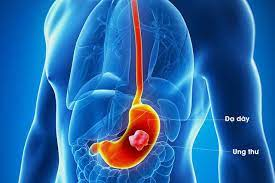 Dạ dày
Ung thư